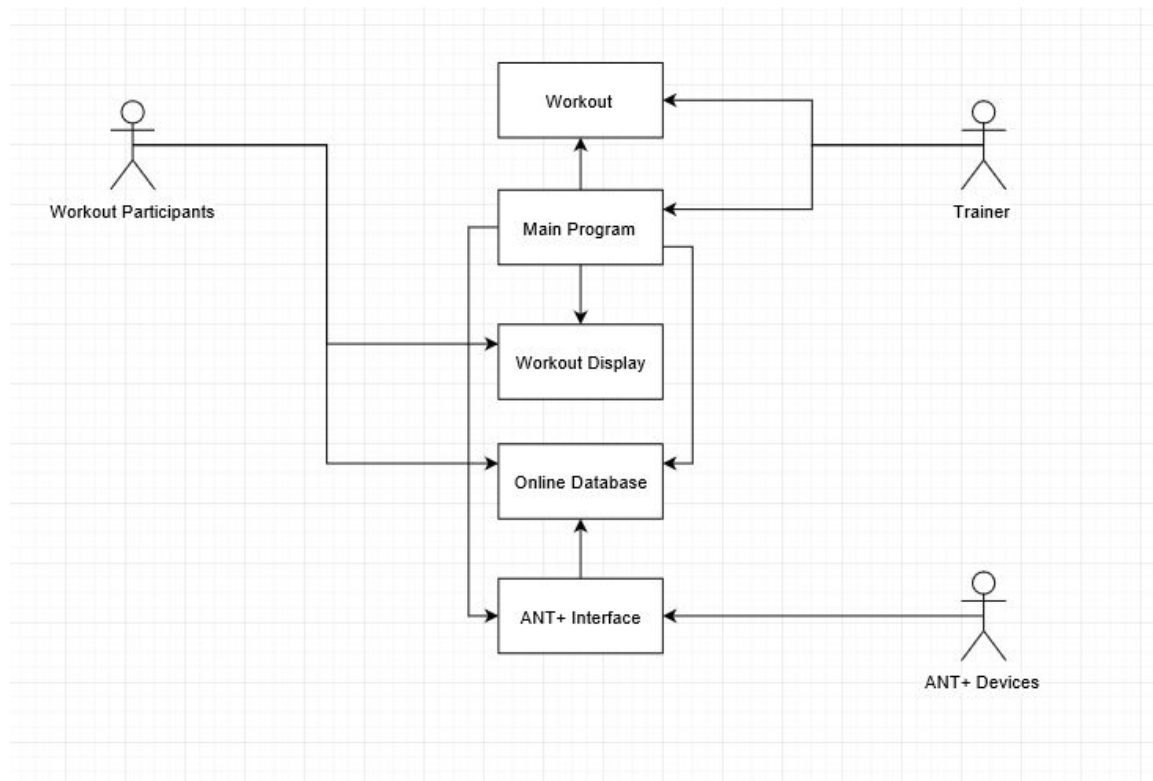 Workout
Workout Participants
Main Program
Trainer
Workout Display
Online Database
ANT+ Interface
ANT+ Devices